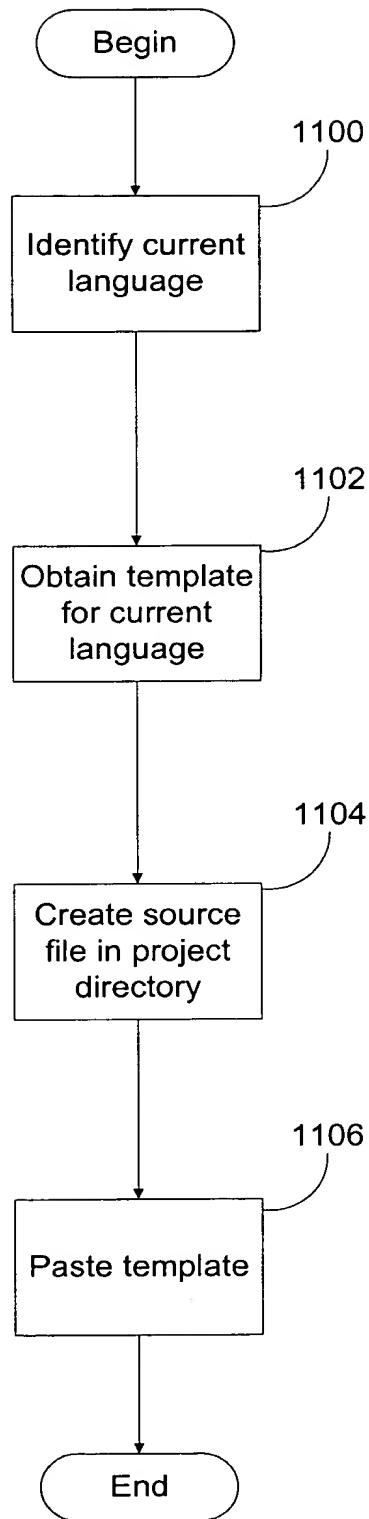 Begin
1100
Identify current
language
1102
Obtain template
for current
language
1104
Create source
file in project
directory
1106
Paste template
End